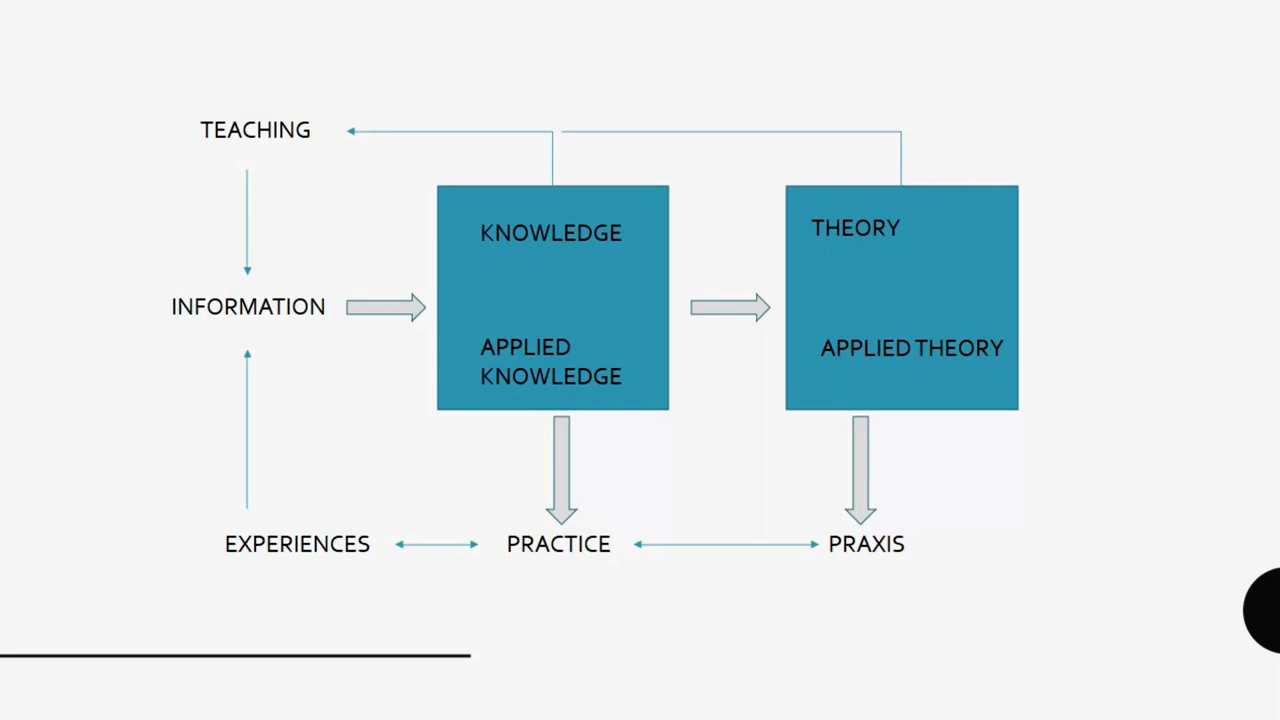 TEACHING
KNOWLEDGE
THEORY
INFORMATION
APPLIED
KNOWLEDGE
APPLIED THEORY
EXPERIENCES
PRACTICE
PRAXIS